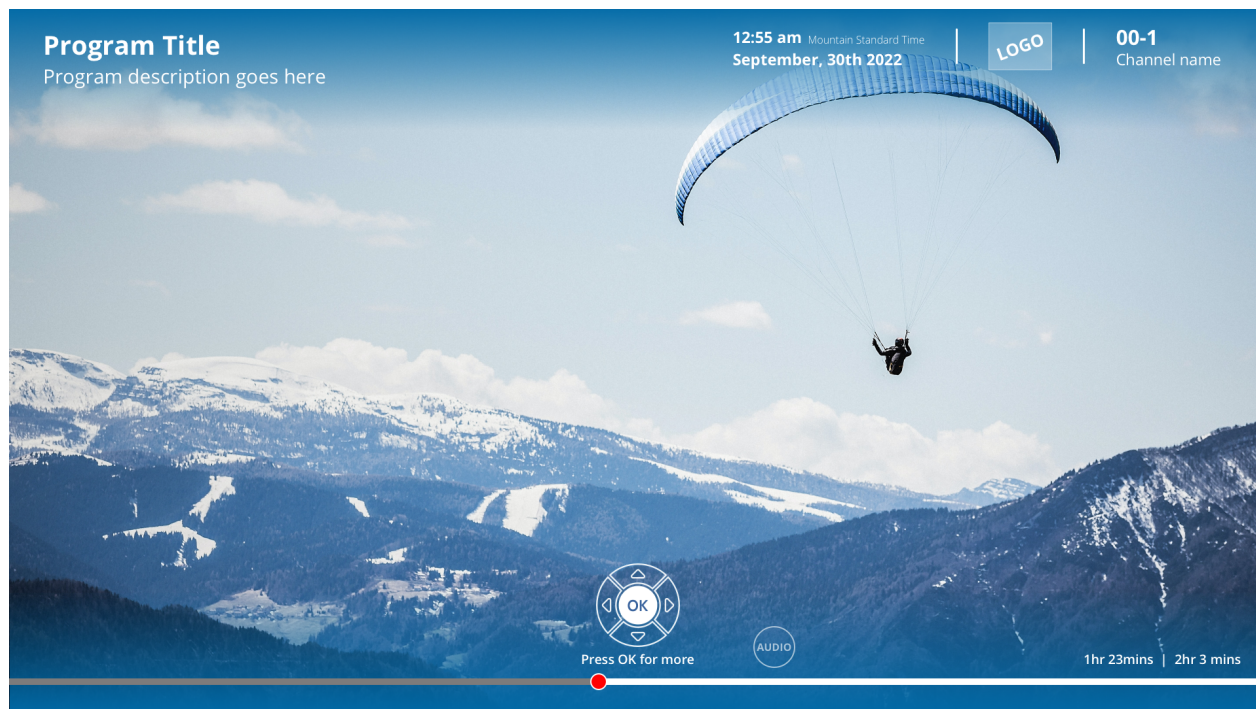 Program Title
Program description goes here
12:55 am Mountain Standard Time
September, 30th 2022
LOGO
00-1
Channel name
OK
Press OK for more
AUDIO
1hr 23mins | 2hr 3 mins